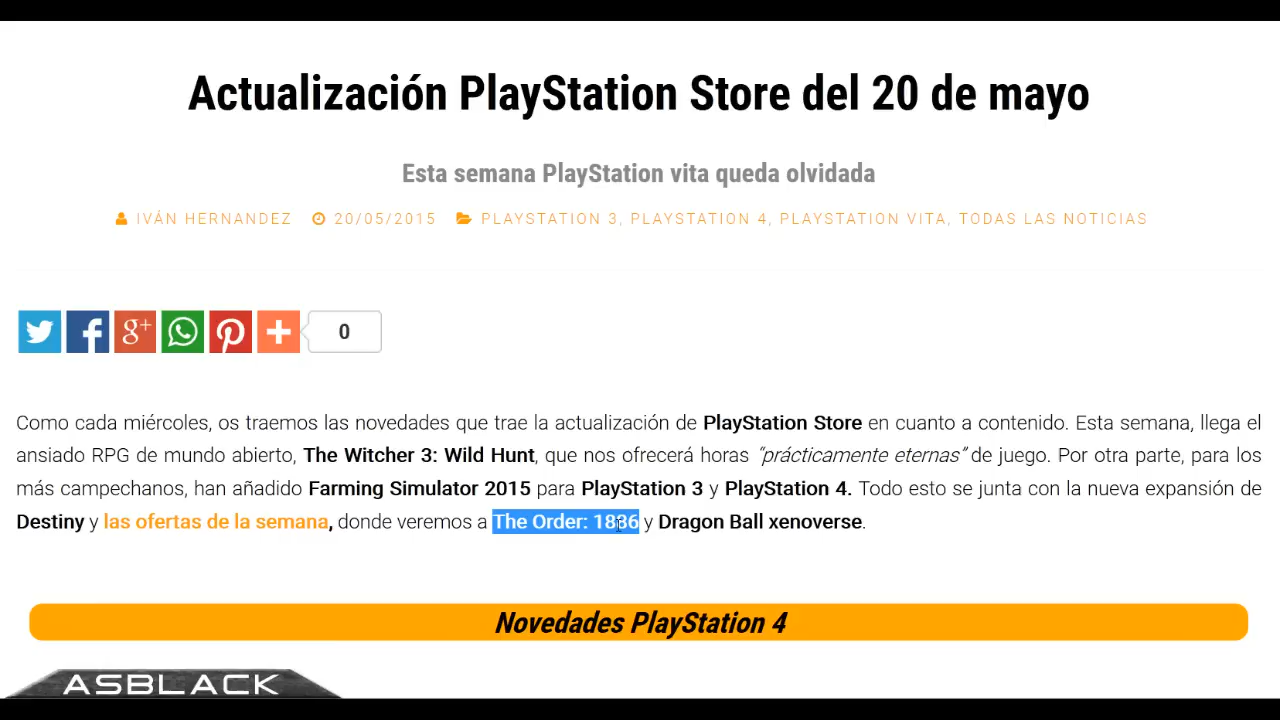 Actualización PlayStation Store del 20 de mayo
Esta semana PlayStation vita queda olvidada
IVÁN HERNANDEZ 20/05/2015 PLAYSTATION 3, PLAYSTATION 4, PLAYSTATION VITA, TODAS LAS NOTICIAS
0
Como cada miércoles, os traemos las novedades que trae la actualización de PlayStation Store en cuanto a contenido. Esta semana, llega el
ansiado RPG de mundo abierto, The Witcher 3: Wild Hunt, que nos ofrecerá horas “prácticamente eternas” de juego. Por otra parte, para los
más campechanos, han añadido Farming Simulator 2015 para PlayStation 3 y PlayStation 4. Todo esto se junta con la nueva expansión de
Destiny y las ofertas de la semana, donde veremos a The Order: 1886 y Dragon Ball xenoverse.
Novedades PlayStation 4
ASBLACK